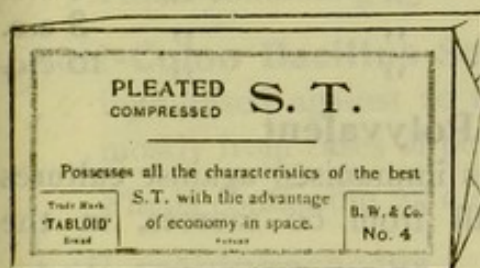 PLEATED
COMPRESSED
S. T.
Possesses all the characteristics of the best
S.T. with the advantage
of economy in space.
Trade Mark
'TABLOID'
Brand
B. W. & Co.
No. 4